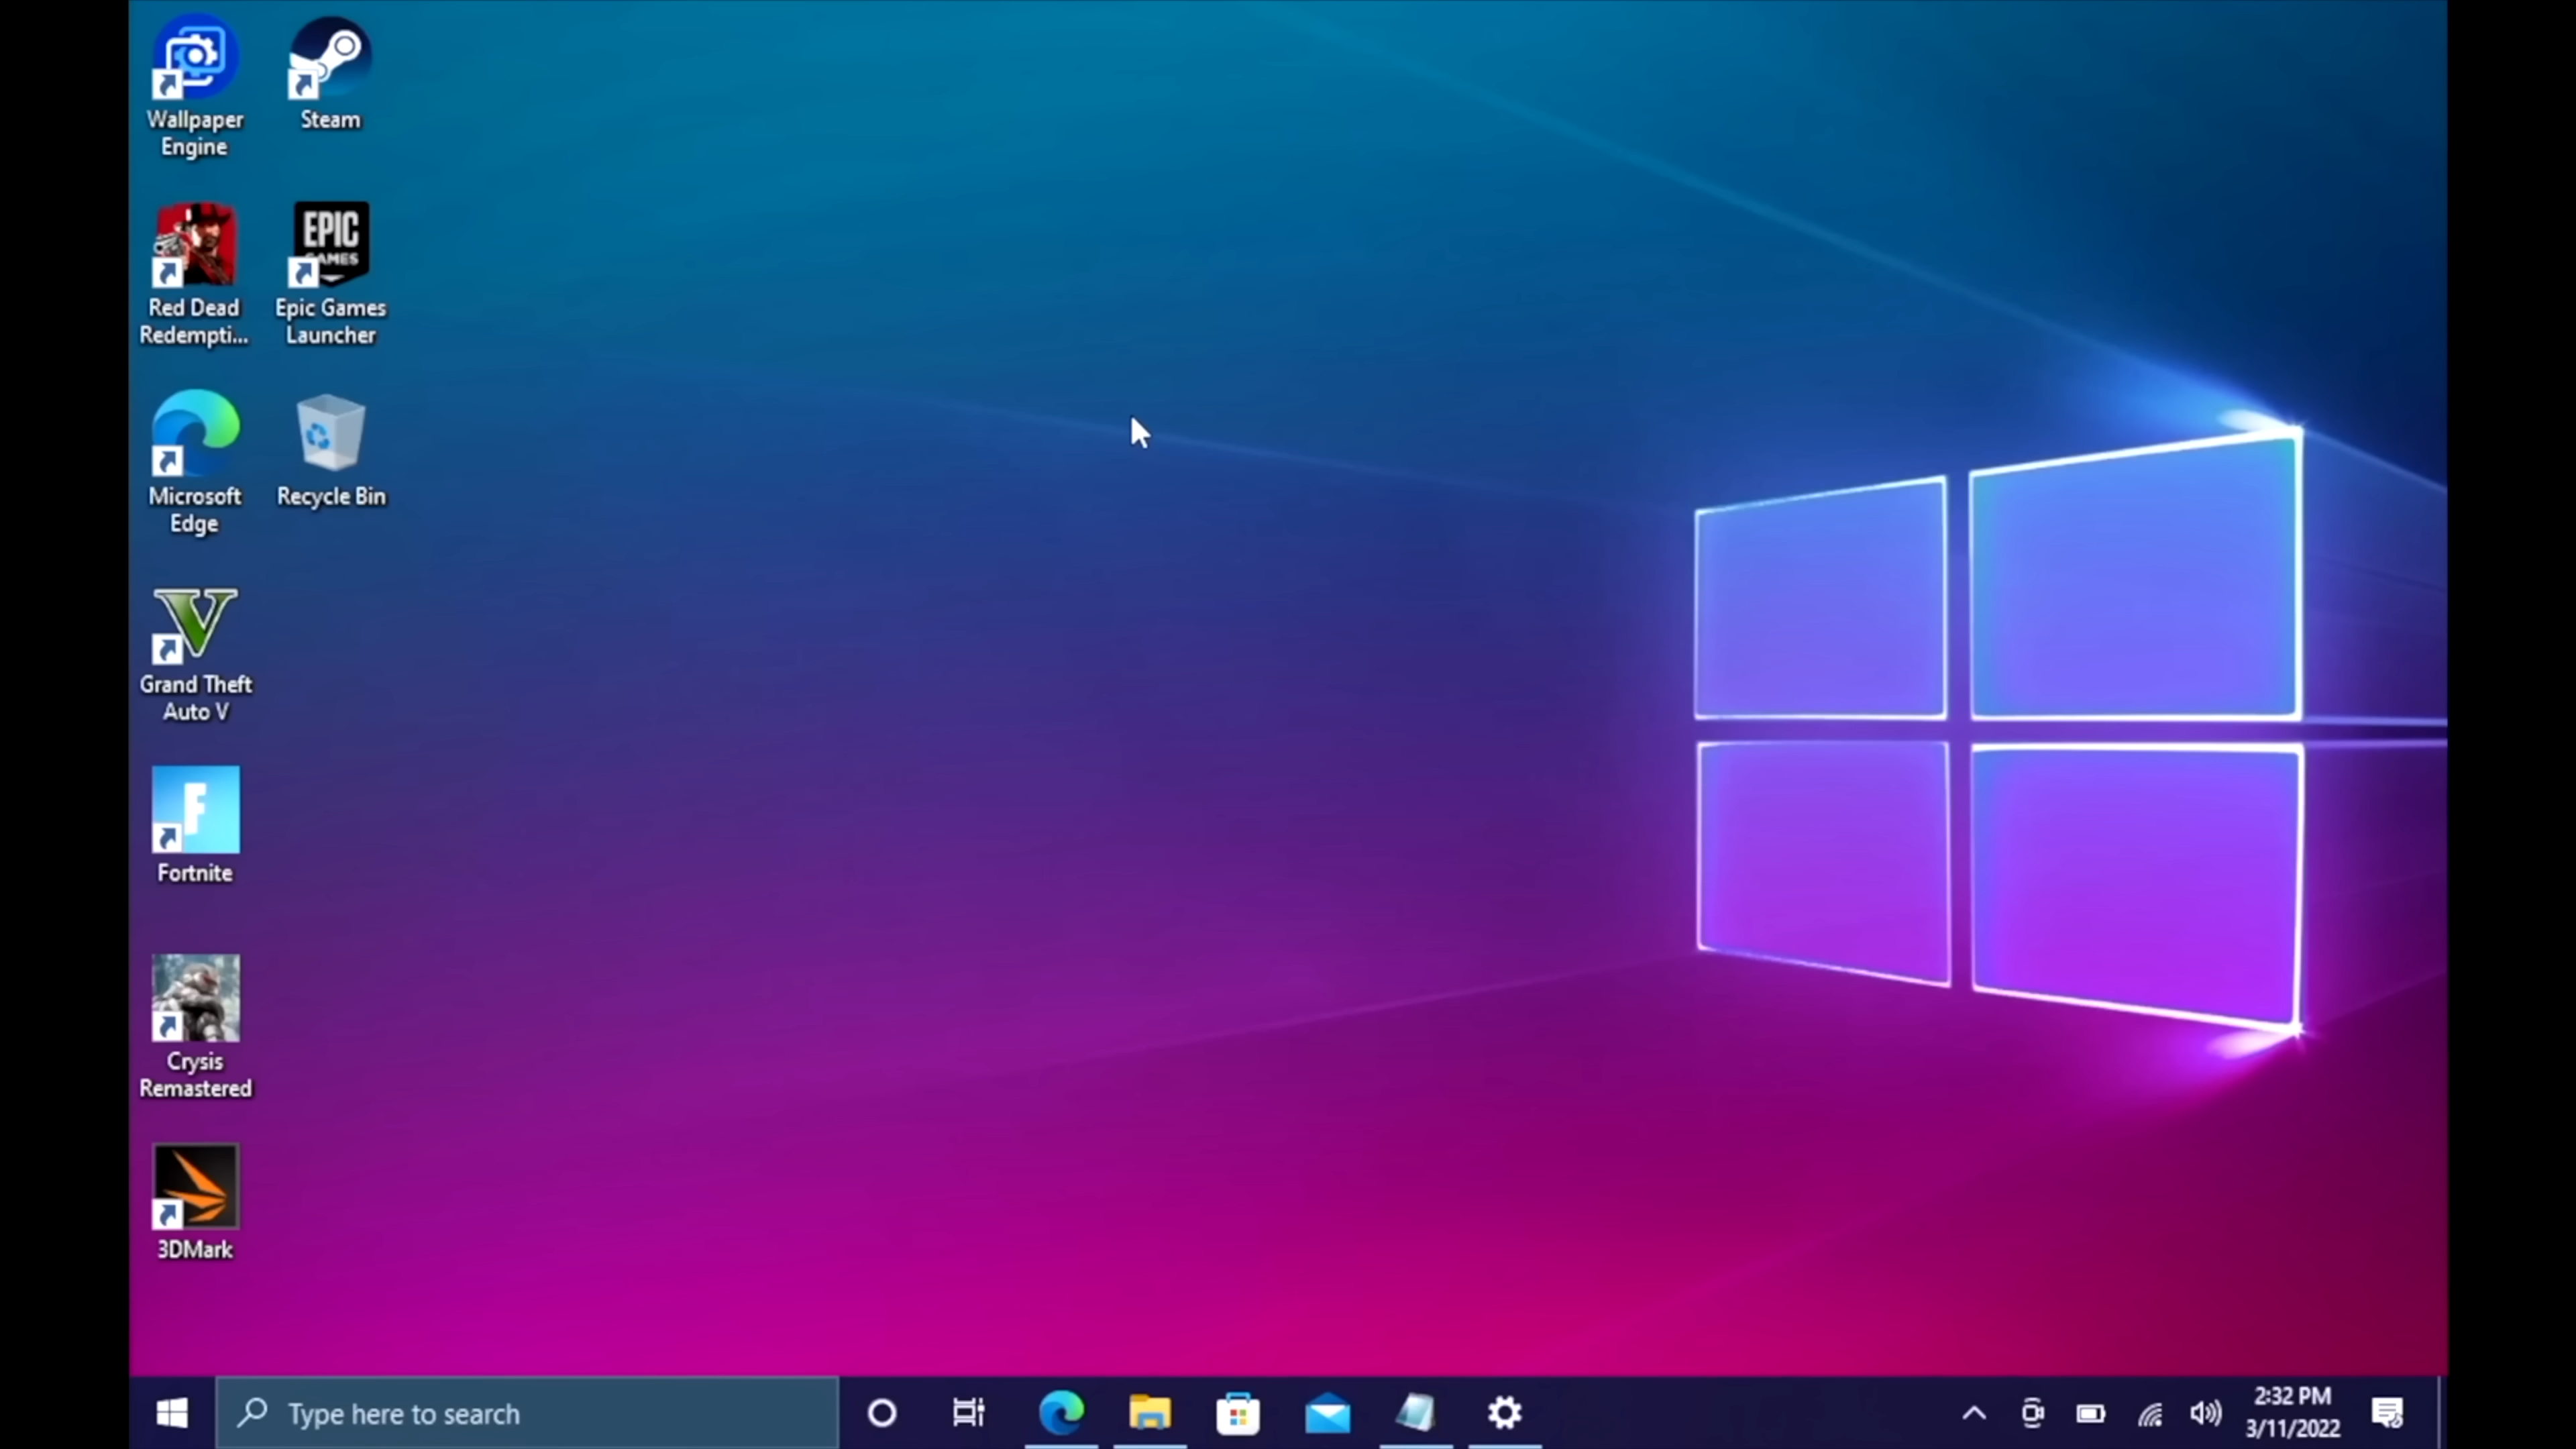 Wallpaper
Engine
Steam
Red Dead
Redempti...
EPIC
GAMES
Epic Games
Launcher
Microsoft
Edge
Recycle Bin
V
Grand Theft
Auto V
F
Fortnite
Crysis
Remastered
3DMark
Type here to search
2:32 PM
3/11/2022